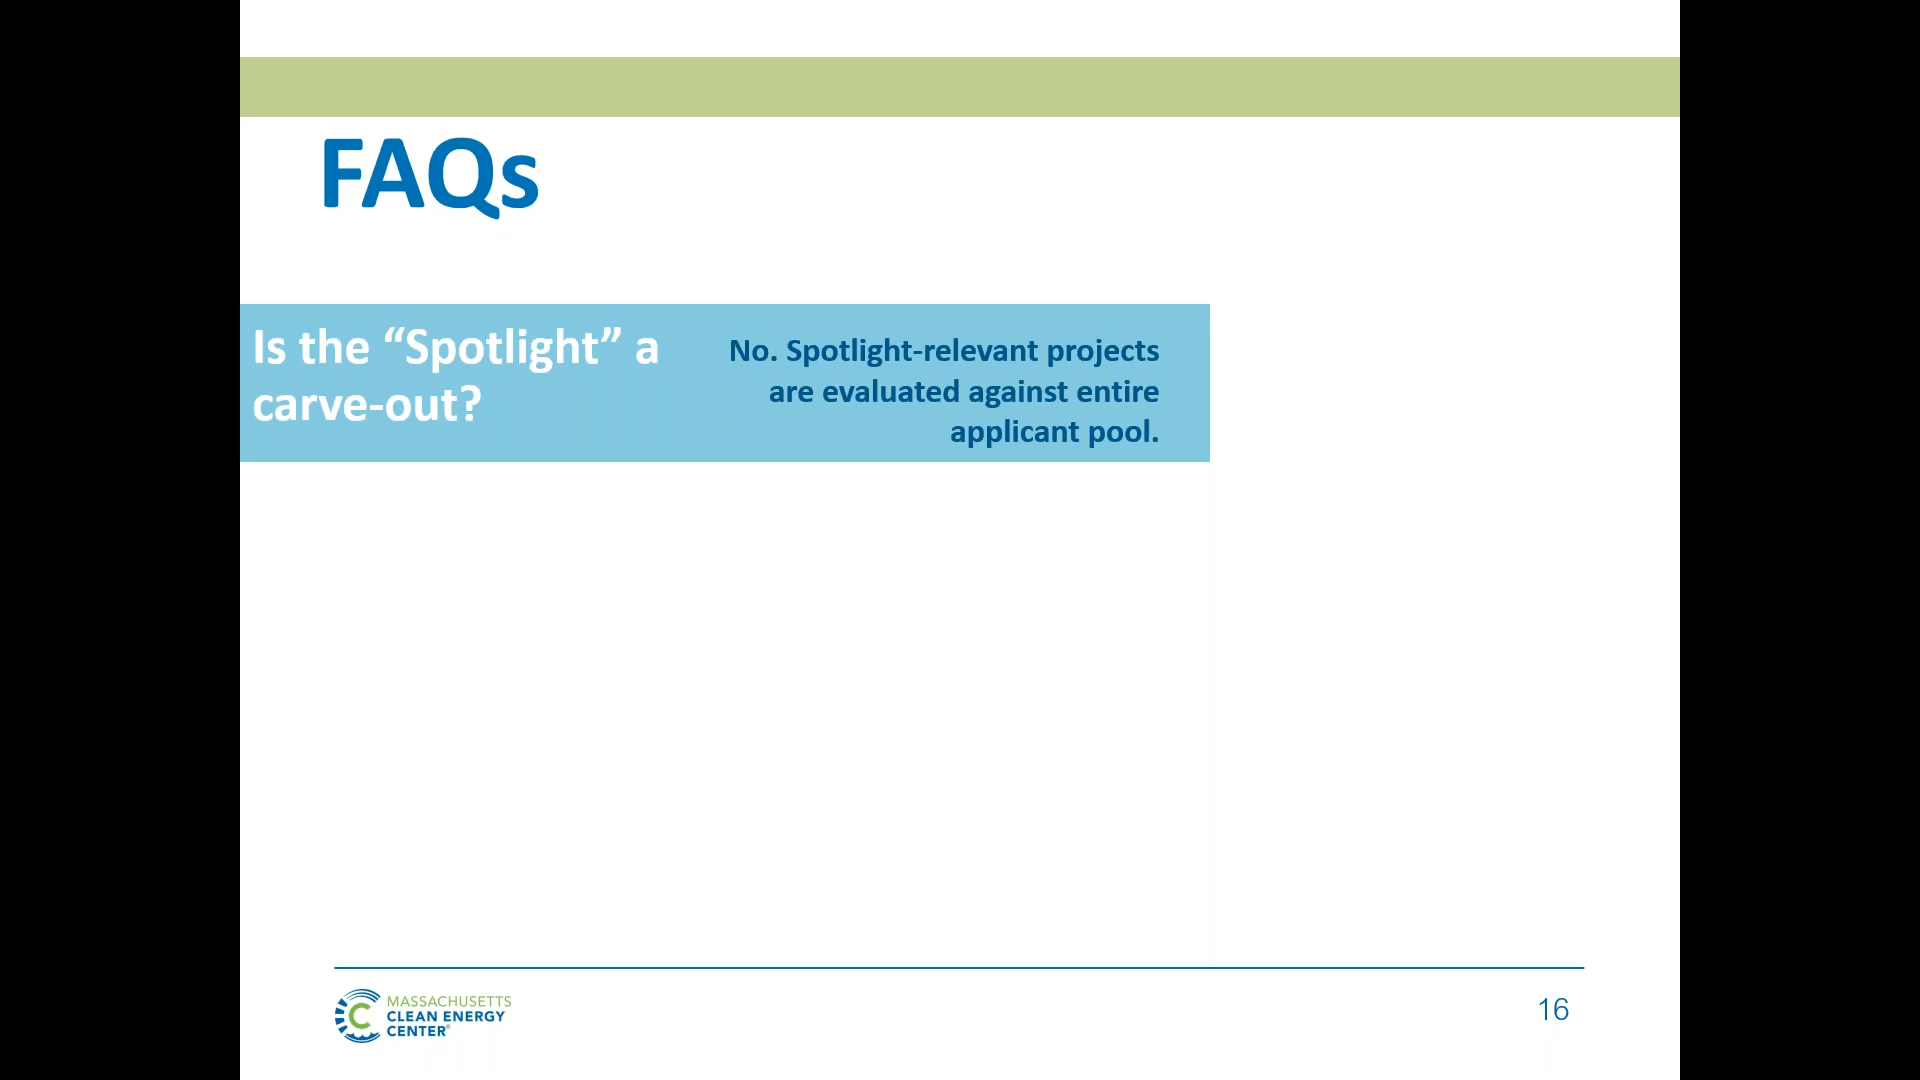 FAQs
Is the “Spotlight” a
carve-out?
No. Spotlight-relevant projects
are evaluated against entire
applicant pool.
MASSACHUSETTS
CLEAN ENERGY
CENTER®
16